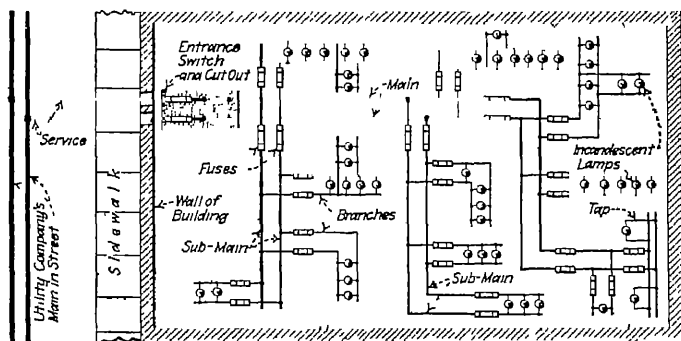 Service
Utility Company's
Main in Street
Sidewalk
Entrance
Switch
and Cut Out
Wall of
Building
Fuses
Sub-Main
Branches
Main
Sub-Main
Incandescent
Lamps
Tap